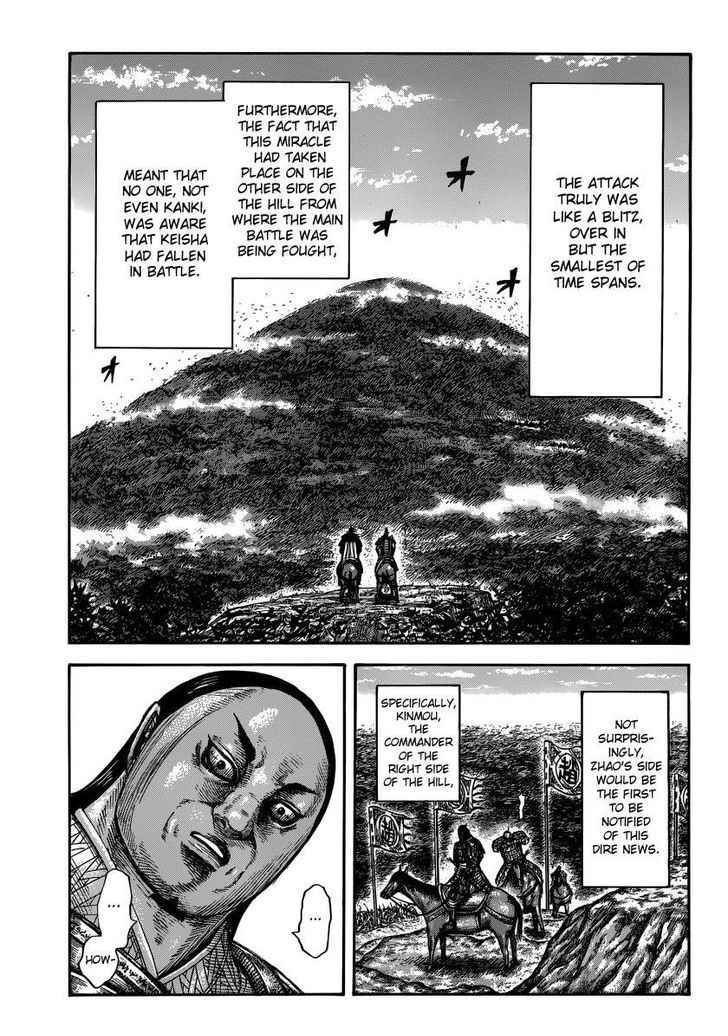 THE ATTACK
TRULY WAS
LIKE A BLITZ,
OVER IN
BUT THE
SMALLEST OF
TIME SPANS.
FURTHERMORE,
THE FACT THAT
THIS MIRACLE
HAD TAKEN
PLACE ON THE
OTHER SIDE OF
THE HILL FROM
WHERE THE MAIN
BATTLE WAS
BEING FOUGHT,
MEANT THAT
NO ONE, NOT
EVEN KANKI,
WAS AWARE
THAT KEISHA
HAD FALLEN
IN BATTLE.
NOT
SURPRIS-
INGLY,
ZHAO'S SIDE
WOULD BE
THE FIRST
TO BE
NOTIFIED
OF THIS
DIRE NEWS.
SPECIFICALLY,
KINMOU,
THE
COMMANDER
OF THE
RIGHT SIDE
OF THE HILL,
...
...
HOW-